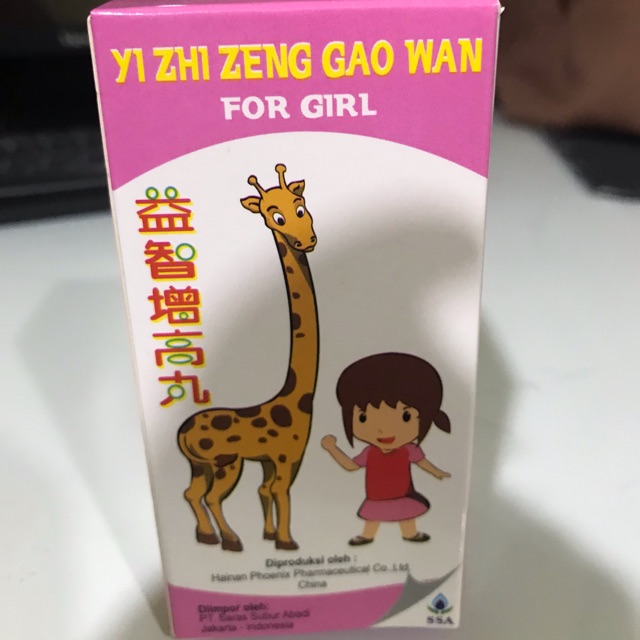 YI ZHI ZENG GAO WAN
FOR GIRL
益智增高丸
Diproduksi oleh :
Hainan Phoenix Pharmaceutical Co.,Ltd
China
Diimpor oleh:
PT. Saras Subur Abadi
Jakarta - Indonesia
SSA